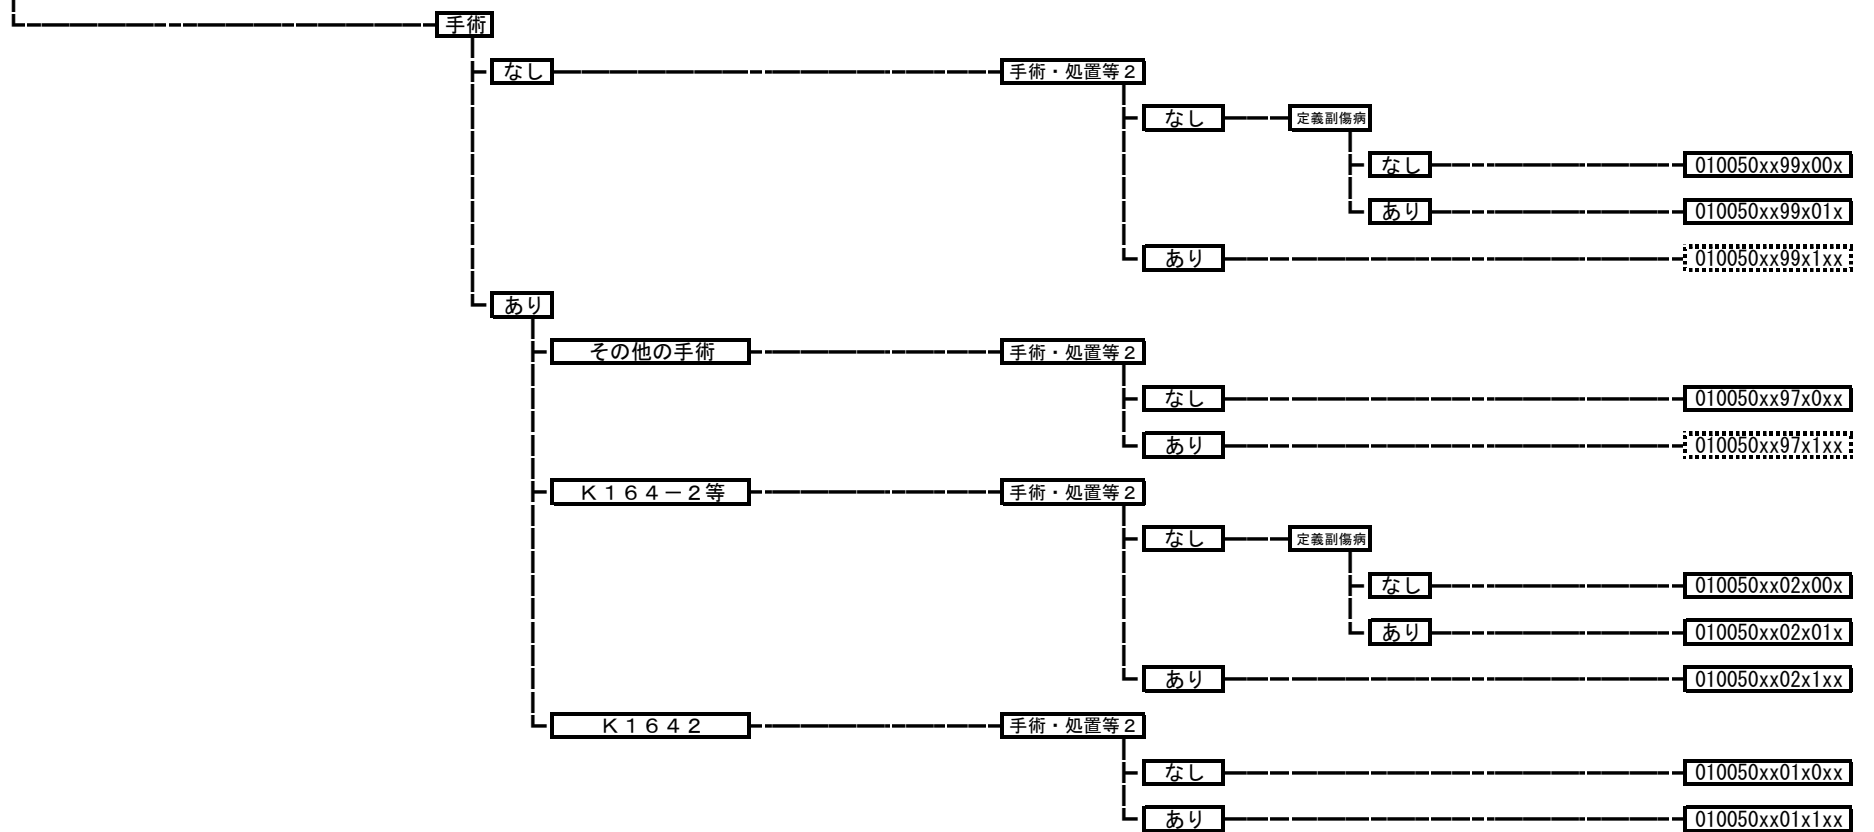 手術
なし
手術・処置等２
なし
定義副傷病
なし
010050xx99x00x
あり
010050xx99x01x
あり
010050xx99x1xx
あり
その他の手術
手術・処置等２
なし
010050xx97x0xx
あり
010050xx97x1xx
Ｋ１６４－２等
手術・処置等２
なし
定義副傷病
なし
010050xx02x00x
あり
010050xx02x01x
あり
010050xx02x1xx
Ｋ１６４２
手術・処置等２
なし
010050xx01x0xx
あり
010050xx01x1xx